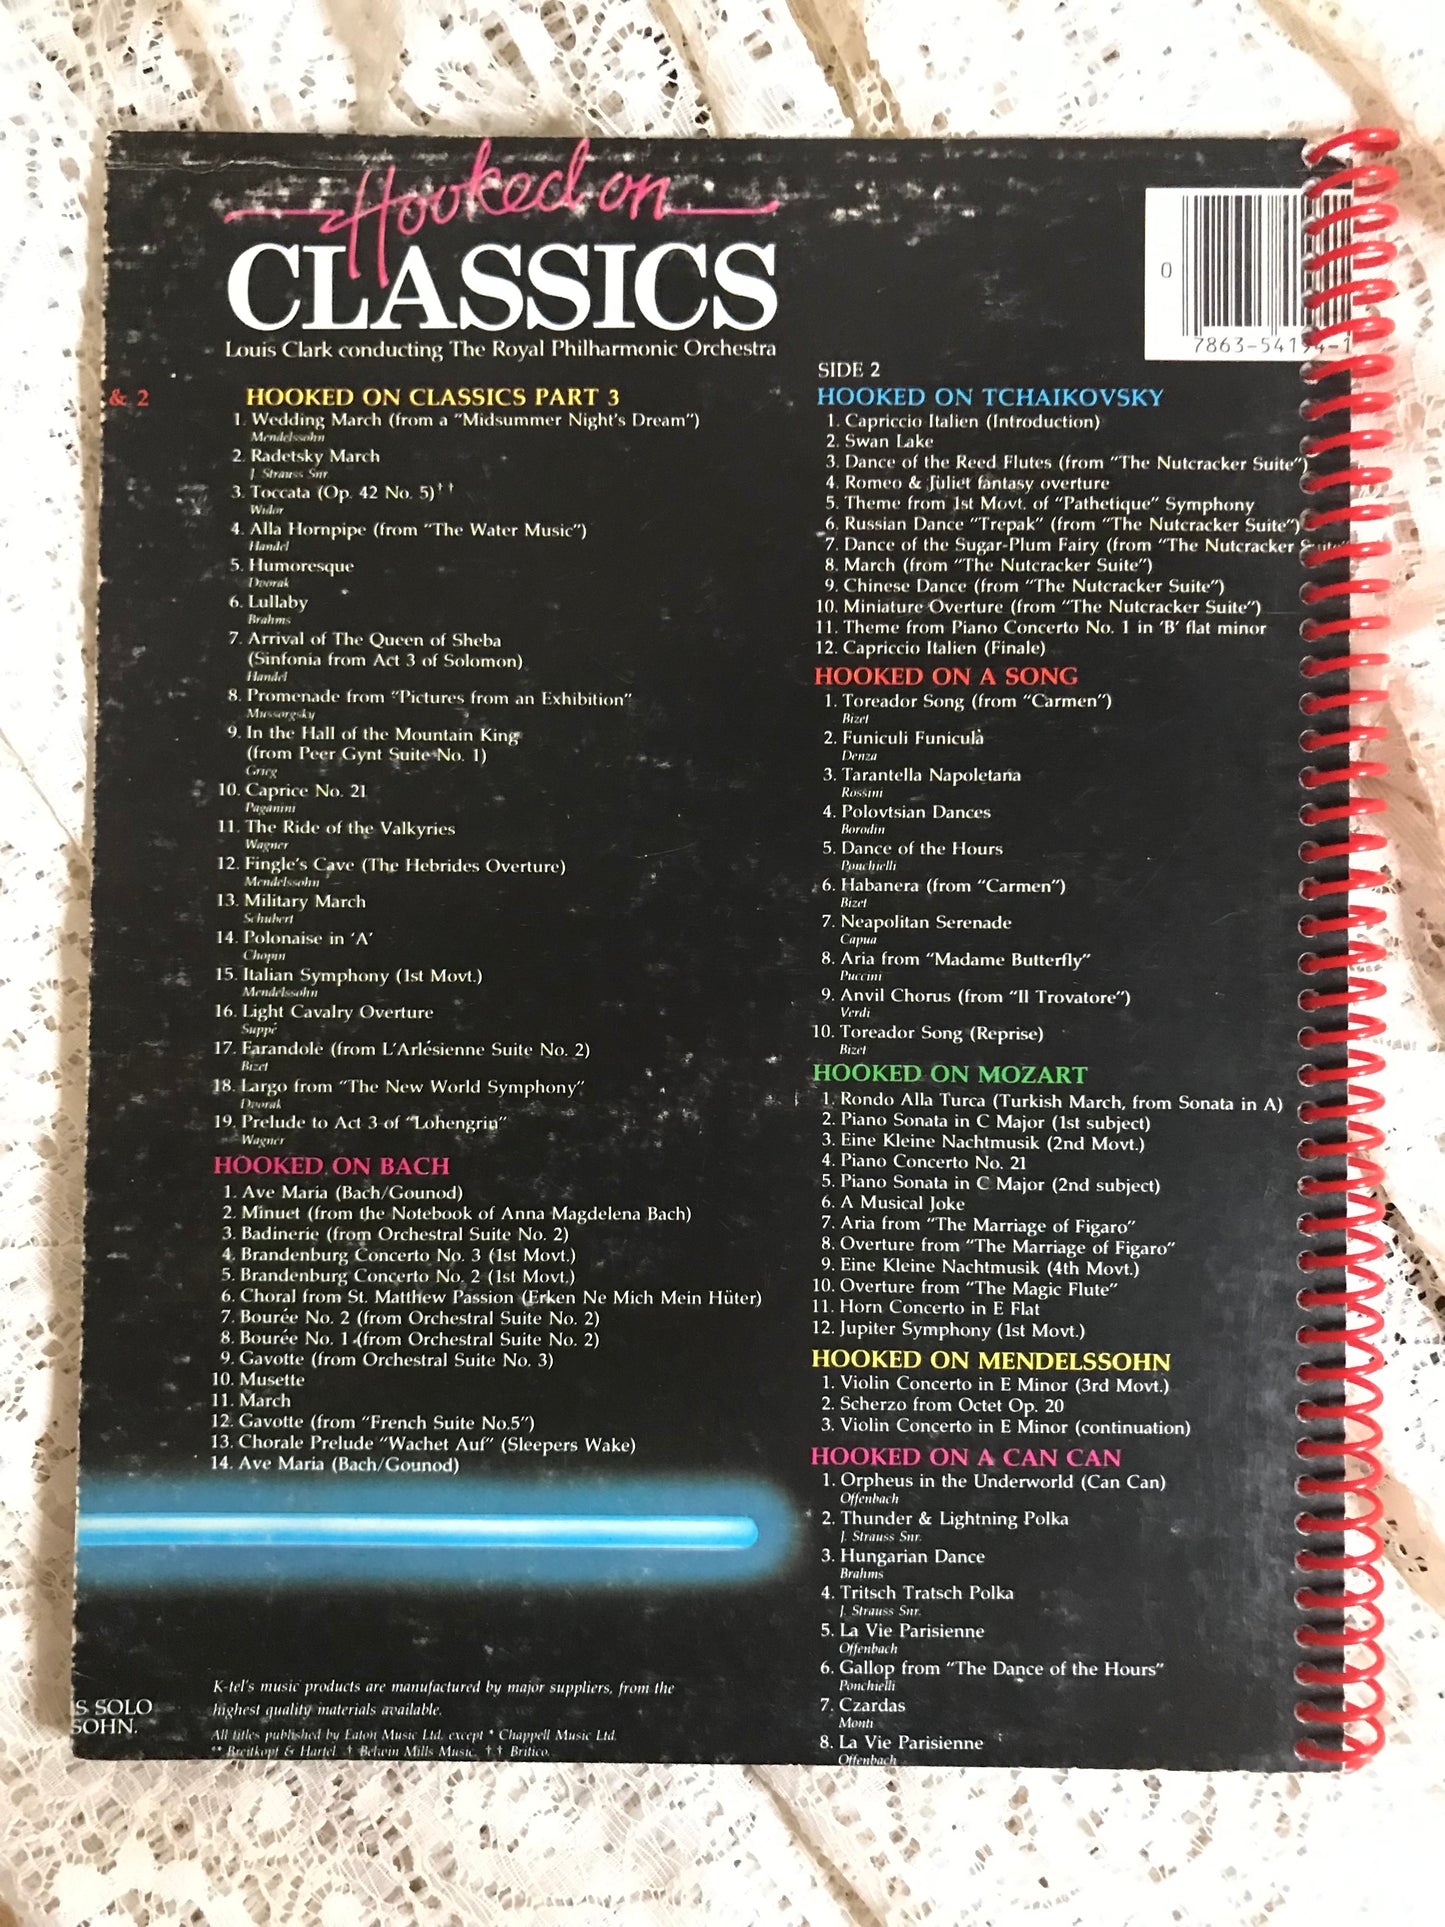 Hooked on
CLASSICS
Louis Clark conducting The Royal Philharmonic Orchestra
0
7863-54194-1
& 2
HOOKED ON CLASSICS PART 3
1. Wedding March (from a "Midsummer Night's Dream")
Mendelssohn
2. Radetsky March
J. Strauss Snr.
3. Toccata (Op. 42 No. 5)††
Widor
4. Alla Hornpipe (from "The Water Music")
Handel
5. Humoresque
Dvorak
6. Lullaby
Brahms
7. Arrival of The Queen of Sheba
(Sinfonia from Act 3 of Solomon)
Handel
8. Promenade from "Pictures from an Exhibition"
Mussorgsky
9. In the Hall of the Mountain King
(from Peer Gynt Suite No. 1)
Grieg
10. Caprice No. 21
Paganini
11. The Ride of the Valkyries
Wagner
12. Fingle's Cave (The Hebrides Overture)
Mendelssohn
13. Military March
Schubert
14. Polonaise in 'A'
Chopin
15. Italian Symphony (1st Movt.)
Mendelssohn
16. Light Cavalry Overture
Suppé
17. Farandole (from L'Arlésienne Suite No. 2)
Bizet
18. Largo from "The New World Symphony"
Dvorak
19. Prelude to Act 3 of "Lohengrin"
Wagner
HOOKED ON BACH
1. Ave Maria (Bach/Gounod)
2. Minuet (from the Notebook of Anna Magdelena Bach)
3. Badinerie (from Orchestral Suite No. 2)
4. Brandenburg Concerto No. 3 (1st Movt.)
5. Brandenburg Concerto No. 2 (1st Movt.)
6. Choral from St. Matthew Passion (Erken Ne Mich Mein Hüter)
7. Bourée No. 2 (from Orchestral Suite No. 2)
8. Bourée No. 1 (from Orchestral Suite No. 2)
9. Gavotte (from Orchestral Suite No. 3)
10. Musette
11. March
12. Gavotte (from "French Suite No.5")
13. Chorale Prelude "Wachet Auf" (Sleepers Wake)
14. Ave Maria (Bach/Gounod)
S SOLO
SOHN.
K-tel's music products are manufactured by major suppliers, from the
highest quality materials available.
All titles published by Eaton Music Ltd. except * Chappell Music Ltd.
** Breitkopf & Hartel. † Belwin Mills Music. †† Britico.
SIDE 2
HOOKED ON TCHAIKOVSKY
1. Capriccio Italien (Introduction)
2. Swan Lake
3. Dance of the Reed Flutes (from "The Nutcracker Suite")
4. Romeo & Juliet fantasy overture
5. Theme from 1st Movt. of "Pathetique" Symphony
6. Russian Dance "Trepak" (from "The Nutcracker Suite")
7. Dance of the Sugar-Plum Fairy (from "The Nutcracker Suite")
8. March (from "The Nutcracker Suite")
9. Chinese Dance (from "The Nutcracker Suite")
10. Miniature Overture (from "The Nutcracker Suite")
11. Theme from Piano Concerto No. 1 in 'B' flat minor
12. Capriccio Italien (Finale)
HOOKED ON A SONG
1. Toreador Song (from "Carmen")
Bizet
2. Funiculi Funiculà
Denza
3. Tarantella Napoletana
Rossini
4. Polovtsian Dances
Borodin
5. Dance of the Hours
Ponchielli
6. Habanera (from "Carmen")
Bizet
7. Neapolitan Serenade
Capua
8. Aria from "Madame Butterfly"
Puccini
9. Anvil Chorus (from "Il Trovatore")
Verdi
10. Toreador Song (Reprise)
Bizet
HOOKED ON MOZART
1. Rondo Alla Turca (Turkish March, from Sonata in A)
2. Piano Sonata in C Major (1st subject)
3. Eine Kleine Nachtmusik (2nd Movt.)
4. Piano Concerto No. 21
5. Piano Sonata in C Major (2nd subject)
6. A Musical Joke
7. Aria from "The Marriage of Figaro"
8. Overture from "The Marriage of Figaro"
9. Eine Kleine Nachtmusik (4th Movt.)
10. Overture from "The Magic Flute"
11. Horn Concerto in E Flat
12. Jupiter Symphony (1st Movt.)
HOOKED ON MENDELSSOHN
1. Violin Concerto in E Minor (3rd Movt.)
2. Scherzo from Octet Op. 20
3. Violin Concerto in E Minor (continuation)
HOOKED ON A CAN CAN
1. Orpheus in the Underworld (Can Can)
Offenbach
2. Thunder & Lightning Polka
J. Strauss Snr.
3. Hungarian Dance
Brahms
4. Tritsch Tratsch Polka
J. Strauss Snr.
5. La Vie Parisienne
Offenbach
6. Gallop from "The Dance of the Hours"
Ponchielli
7. Czardas
Monti
8. La Vie Parisienne
Offenbach